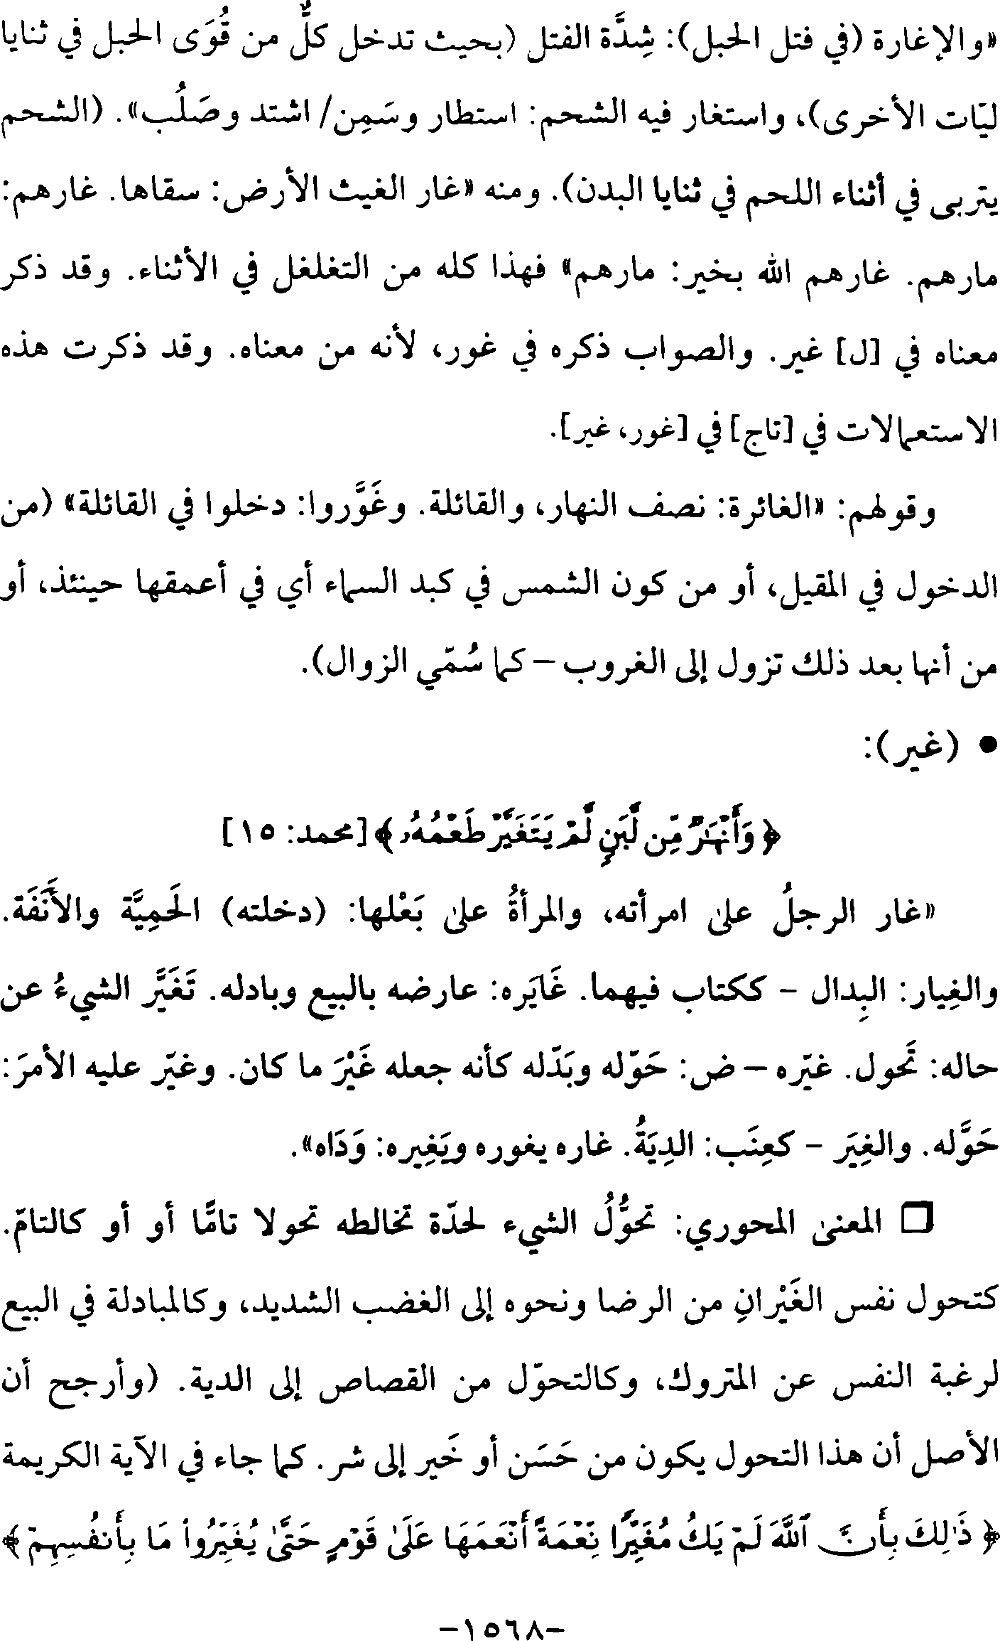 «والإغارة (في فتل الحبل): شِدَّة الفتل (بحيث تدخل كلٌّ من قُوَى الحبل في ثنايا
ليّات الأخرى)، واستغار فيه الشحم: استطار وسَمِن/ اشتد وصَلُب». (الشحم
يتربى في أثناء اللحم في ثنايا البدن). ومنه «غار الغيث الأرض: سقاها. غارهم:
مارهم. غارهم الله بخير: مارهم» فهذا كله من التغلغل في الأثناء. وقد ذكر
معناه في [ل] غير. والصواب ذكره في غور، لأنه من معناه. وقد ذكرت هذه
الاستعمالات في [تاج] في [غور، غير].
وقولهم: «الغائرة: نصف النهار، والقائلة. وغَوَّروا: دخلوا في القائلة» (من
الدخول في المقيل، أو من كون الشمس في كبد السماء أي في أعمقها حينئذ، أو
من أنها بعد ذلك تزول إلى الغروب – كما سُمّي الزوال).
• (غير):
﴿وَأَنْهَٰرٌ مِّن لَّبَنٍ لَّمْ يَتَغَيَّرْ طَعْمُهُۥ﴾ [محمد: ١٥]
«غار الرجلُ على امرأته، والمرأةُ على بَعْلها: (دخلته) الحَمِيَّة والأَنَفَة.
والغِيار: البِدال – ككتاب فيهما. غَايَره: عارضه بالبيع وبادله. تَغَيَّر الشيءُ عن
حاله: تَحول. غيّره – ض: حَوّله وبَدّله كأنه جعله غَيْرَ ما كان. وغيّر عليه الأمرَ:
حَوَّله. والغِيَر – كعِنَب: الدِيَةُ. غاره يغوره ويَغِيره: وَدَاه».
□ المعنى المحوري: تحوُّلُ الشيء لحدّة تخالطه تحولا تامًّا أو أو كالتامّ.
كتحول نفس الغَيْرانِ من الرضا ونحوه إلى الغضب الشديد، وكالمبادلة في البيع
لرغبة النفس عن المتروك، وكالتحوّل من القصاص إلى الدية. (وأرجح أن
الأصل أن هذا التحول يكون من حَسَن أو خَير إلى شر. كما جاء في الآية الكريمة
﴿ذَٰلِكَ بِأَنَّ ٱللَّهَ لَمْ يَكُ مُغَيِّرًا نِّعْمَةً أَنْعَمَهَا عَلَىٰ قَوْمٍ حَتَّىٰ يُغَيِّرُوا۟ مَا بِأَنفُسِهِمْ﴾
-١٥٦٨-